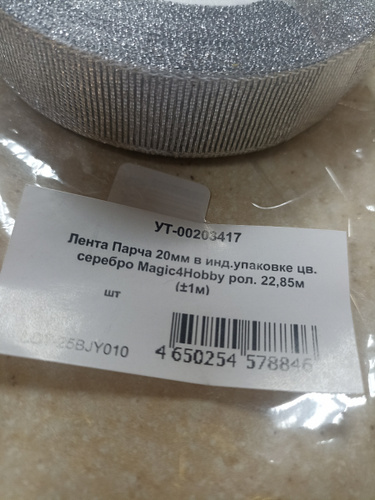 УТ-00203417
Лента Парча 20мм в инд.упаковке цв.
серебро Magic4Hobby рол. 22,85м
шт (±1м)
4 650254 578846